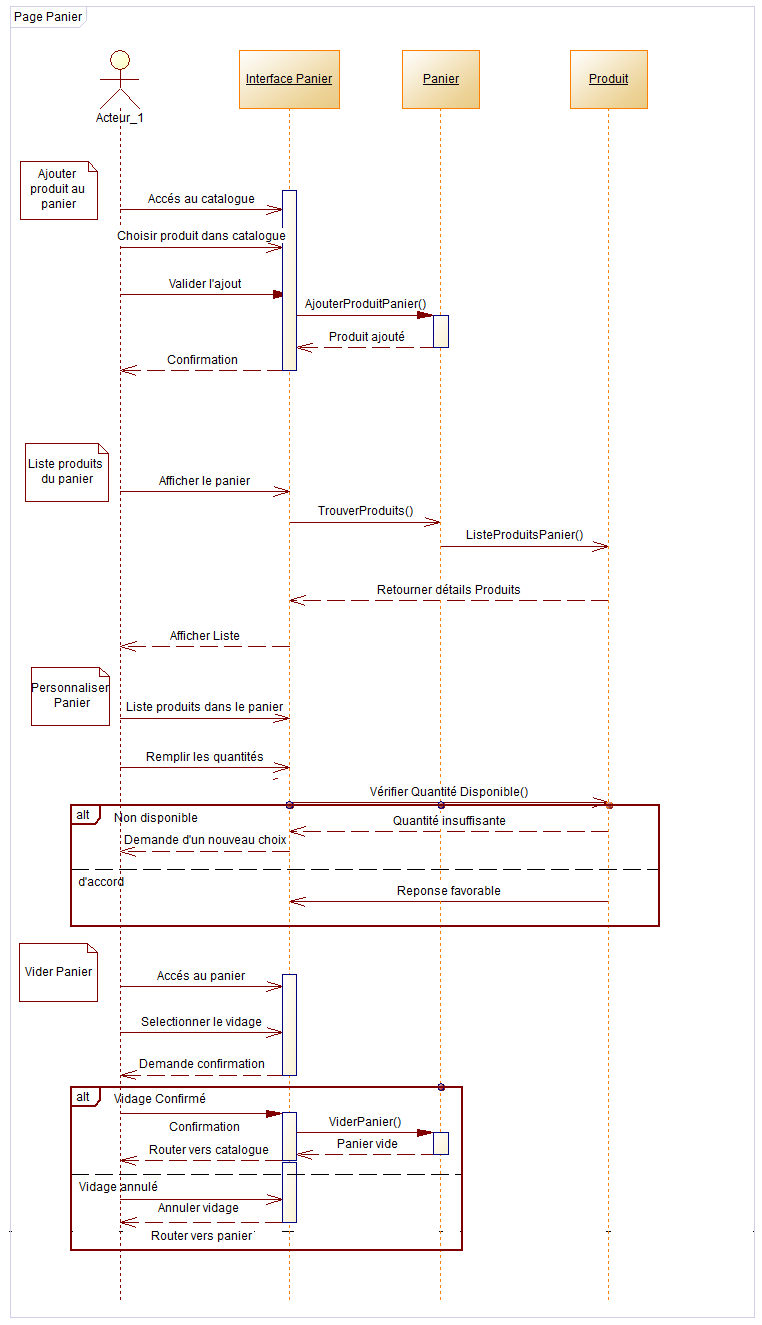 Page Panier
Interface Panier
Panier
Produit
Acteur_1
Ajouter
produit au
panier
Accés au catalogue
Choisir produit dans catalogue
Valider l'ajout
AjouterProduitPanier()
Produit ajouté
Confirmation
Liste produits
du panier
Afficher le panier
TrouverProduits()
ListeProduitsPanier()
Retourner détails Produits
Afficher Liste
Personnaliser
Panier
Liste produits dans le panier
Remplir les quantités
Vérifier Quantité Disponible()
alt
Non disponible
Quantité insuffisante
Demande d'un nouveau choix
d'accord
Reponse favorable
Vider Panier
Accés au panier
Selectionner le vidage
Demande confirmation
alt
Vidage Confirmé
Confirmation
ViderPanier()
Panier vide
Router vers catalogue
Vidage annulé
Annuler vidage
Router vers panier